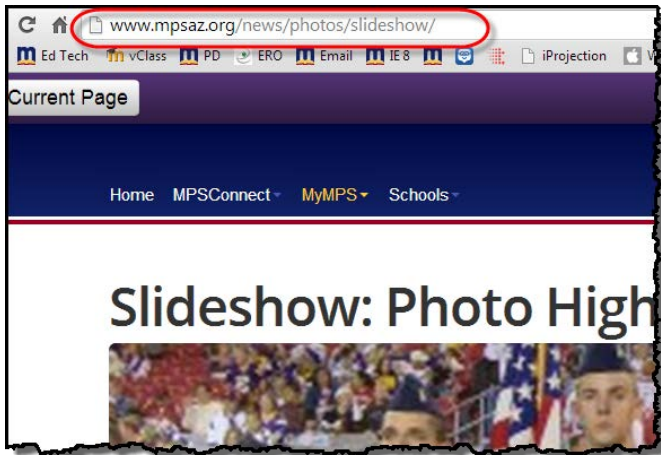 www.mpsaz.org/news/photos/slideshow/
m Ed Tech m vClass m PD ERO m Email m IE 8 m iProjection
Current Page
Home MPSConnect MyMPS Schools
Slideshow: Photo High